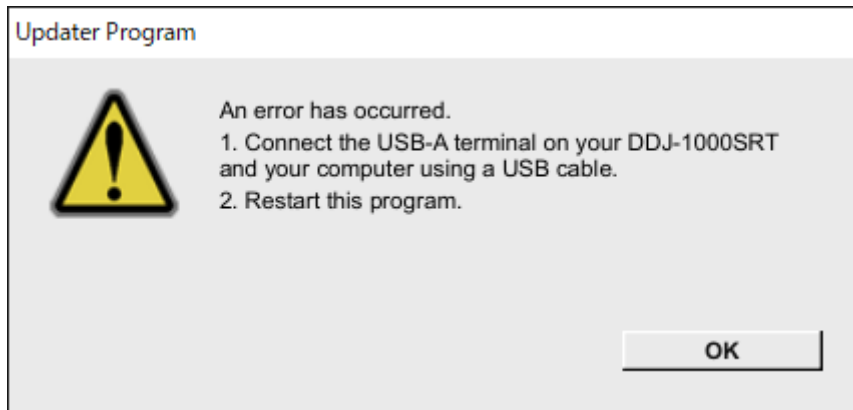 Updater Program
An error has occurred.
1. Connect the USB-A terminal on your DDJ-1000SRT
and your computer using a USB cable.
2. Restart this program.
OK